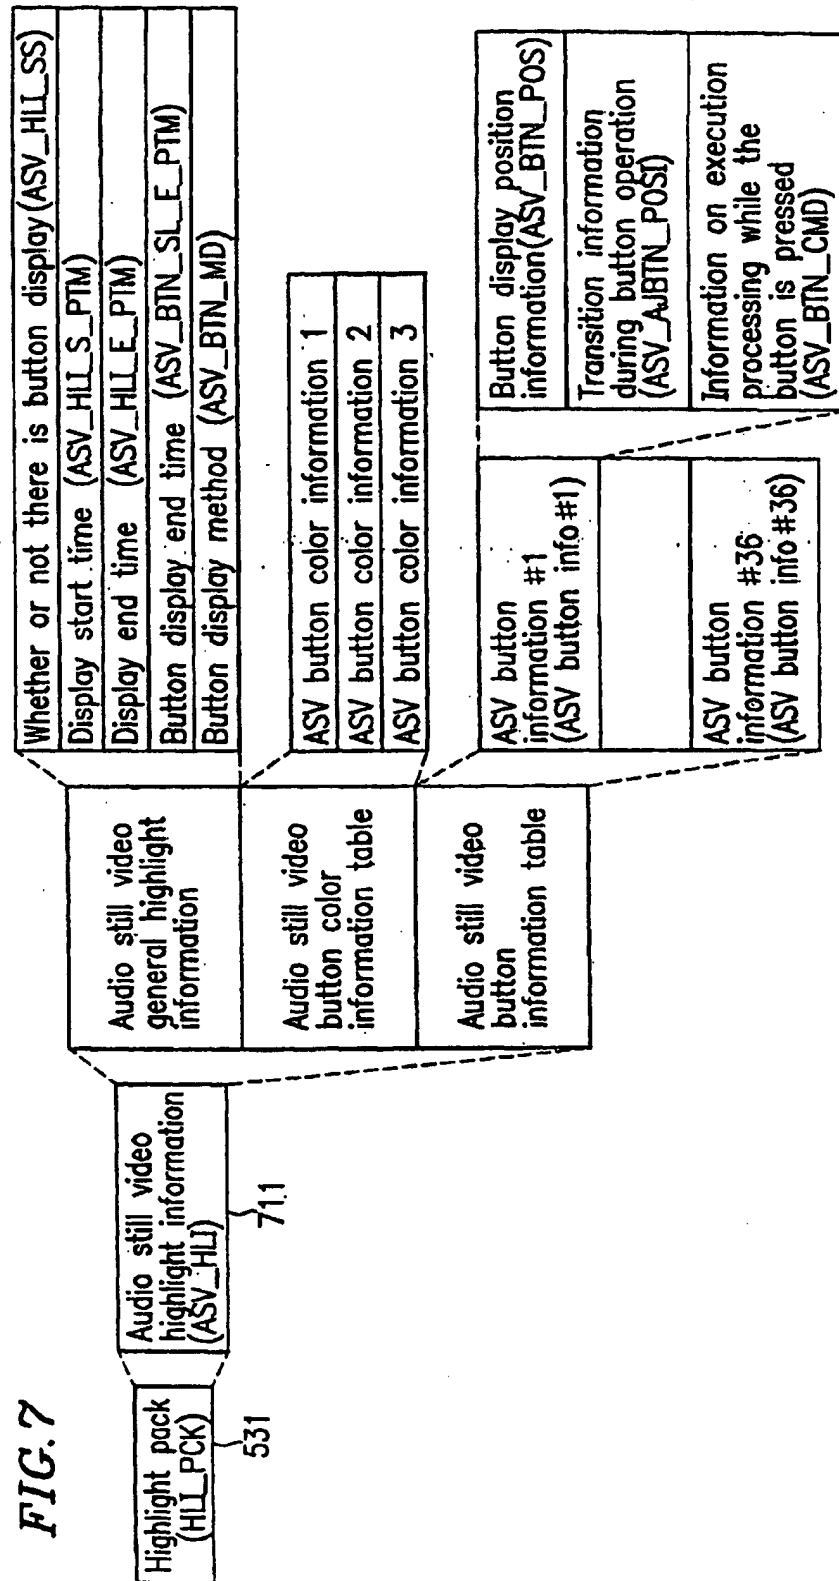 FIG.7
Highlight pack
(HLI_PCK)
531
Audio still video
highlight information
(ASV_HLI)
711
Audio still video
general highlight
information
Audio still video
button color
information table
Audio still video
button
information table
Whether or not there is button display(ASV_HLI_SS)
Display start time (ASV_HLI_S_PTM)
Display end time (ASV_HLI_E_PTM)
Button display end time (ASV_BTN_SL_E_PTM)
Button display method (ASV_BTN_MD)
ASV button color information 1
ASV button color information 2
ASV button color information 3
ASV button
information #1
(ASV button info#1)
ASV button
information #36
(ASV button info#36)
Button display position
information(ASV_BTN_POS)
Transition information
during button operation
(ASV_AJBTN_POSI)
Information on execution
processing while the
button is pressed
(ASV_BTN_CMD)